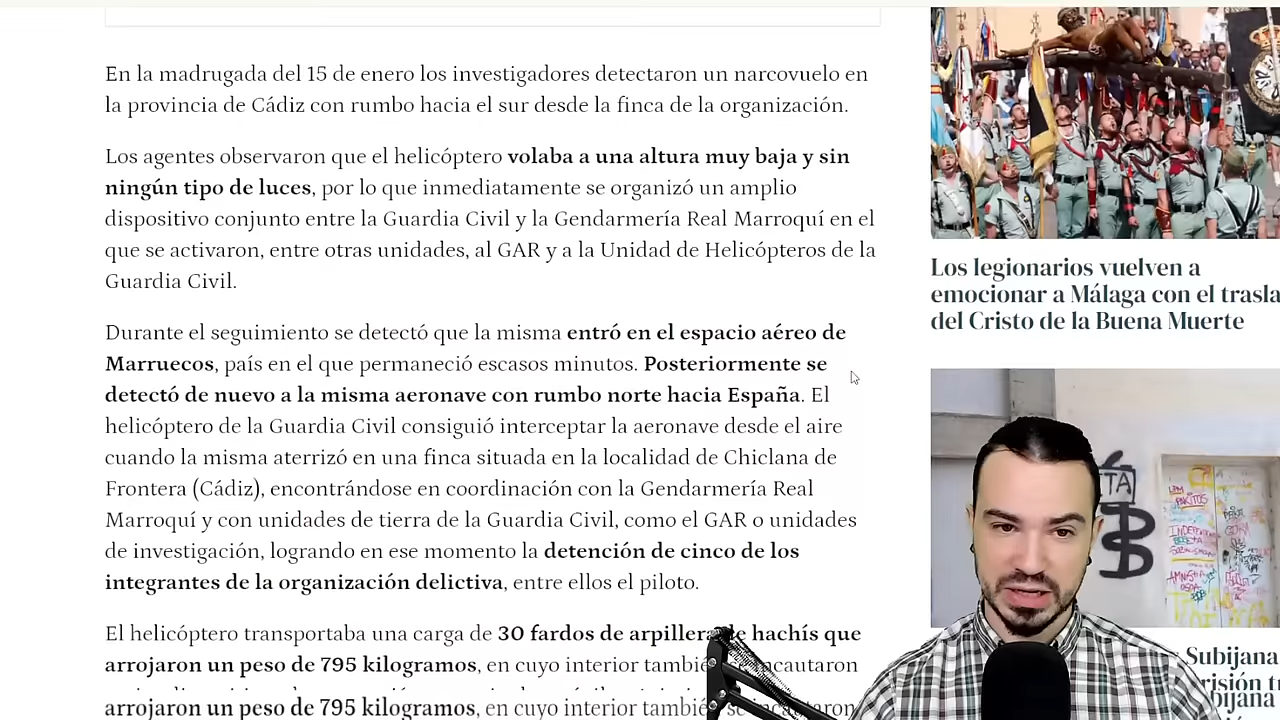 En la madrugada del 15 de enero los investigadores detectaron un narcovuelo en
la provincia de Cádiz con rumbo hacia el sur desde la finca de la organización.
Los agentes observaron que el helicóptero volaba a una altura muy baja y sin
ningún tipo de luces, por lo que inmediatamente se organizó un amplio
dispositivo conjunto entre la Guardia Civil y la Gendarmería Real Marroquí en el
que se activaron, entre otras unidades, al GAR y a la Unidad de Helicópteros de la
Guardia Civil.
Durante el seguimiento se detectó que la misma entró en el espacio aéreo de
Marruecos, país en el que permaneció escasos minutos. Posteriormente se
detectó de nuevo a la misma aeronave con rumbo norte hacia España. El
helicóptero de la Guardia Civil consiguió interceptar la aeronave desde el aire
cuando la misma aterrizó en una finca situada en la localidad de Chiclana de
Frontera (Cádiz), encontrándose en coordinación con la Gendarmería Real
Marroquí y con unidades de tierra de la Guardia Civil, como el GAR o unidades
de investigación, logrando en ese momento la detención de cinco de los
integrantes de la organización delictiva, entre ellos el piloto.
El helicóptero transportaba una carga de 30 fardos de arpillera de hachís que
arrojaron un peso de 795 kilogramos, en cuyo interior también se incautaron
arrojaron un peso de 795 kilogramos, en cuyo interior también se incautaron
Los legionarios vuelven a
emocionar a Málaga con el trasla
del Cristo de la Buena Muerte
TA
Subijana